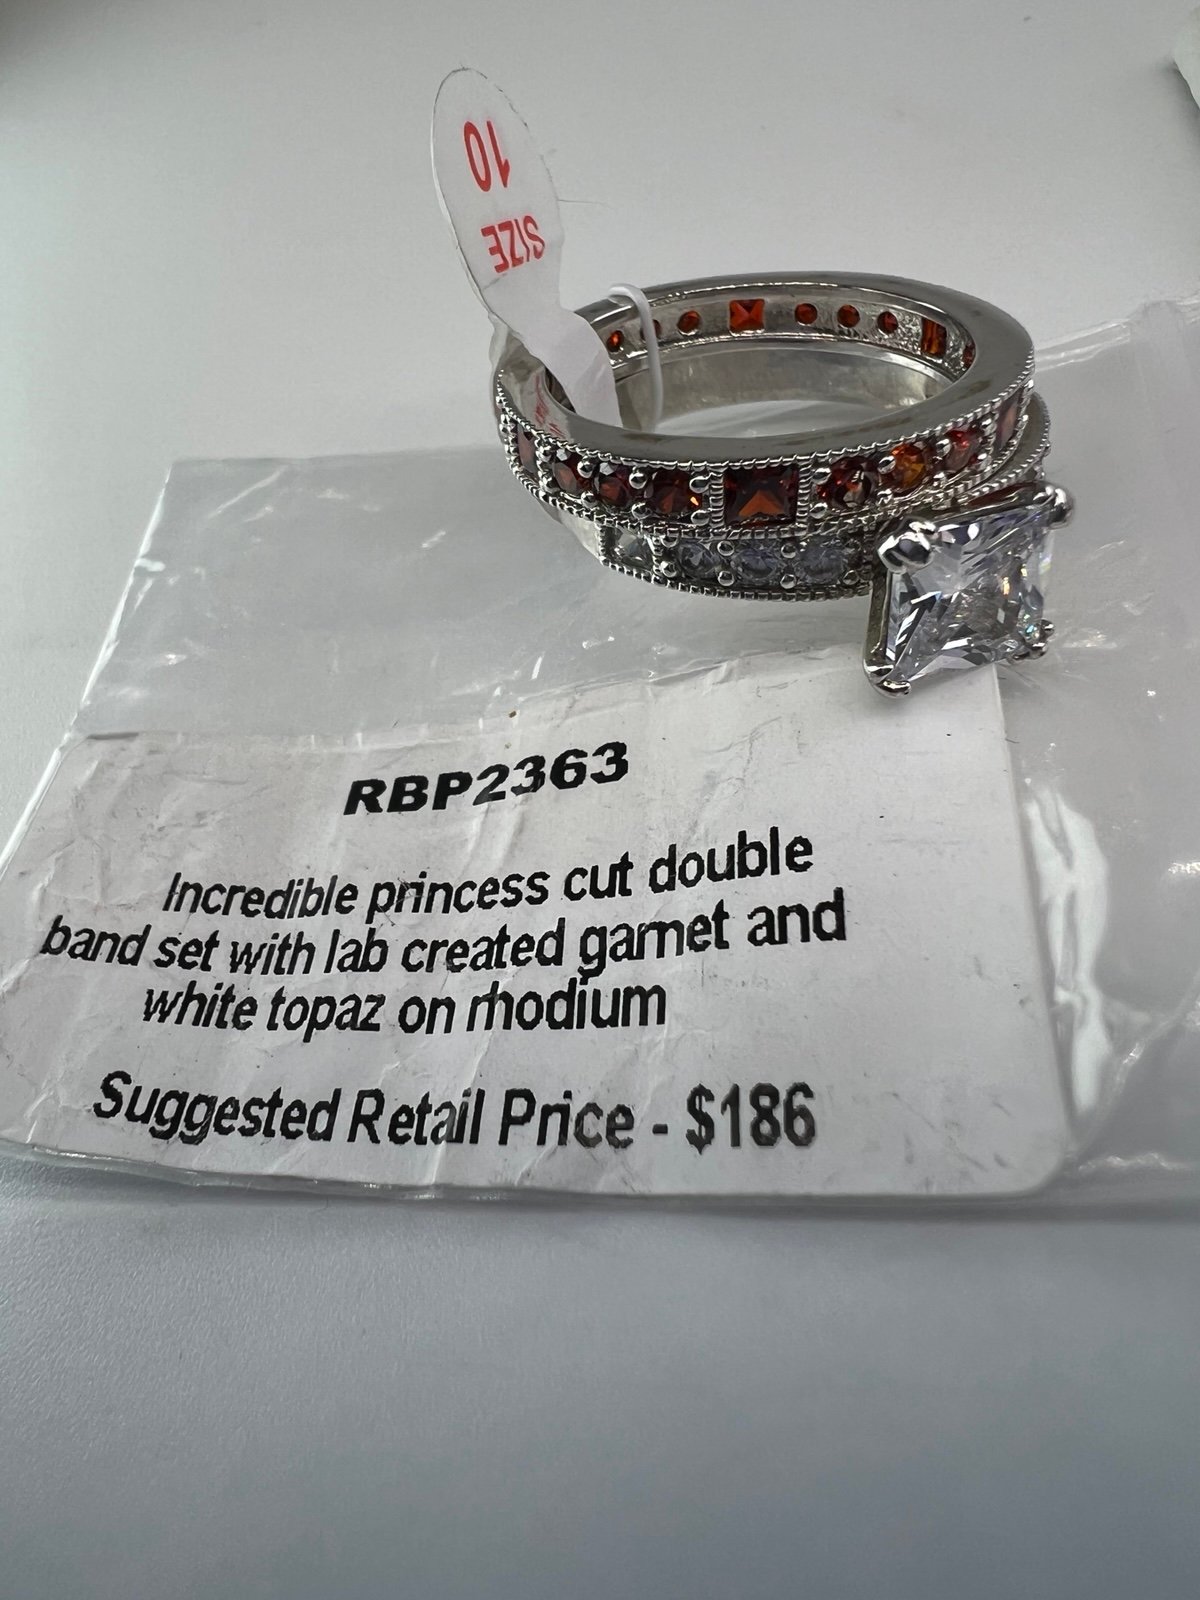 SIZE
10
RBP2363
Incredible princess cut double
band set with lab created garnet and
white topaz on rhodium
Suggested Retail Price - $186